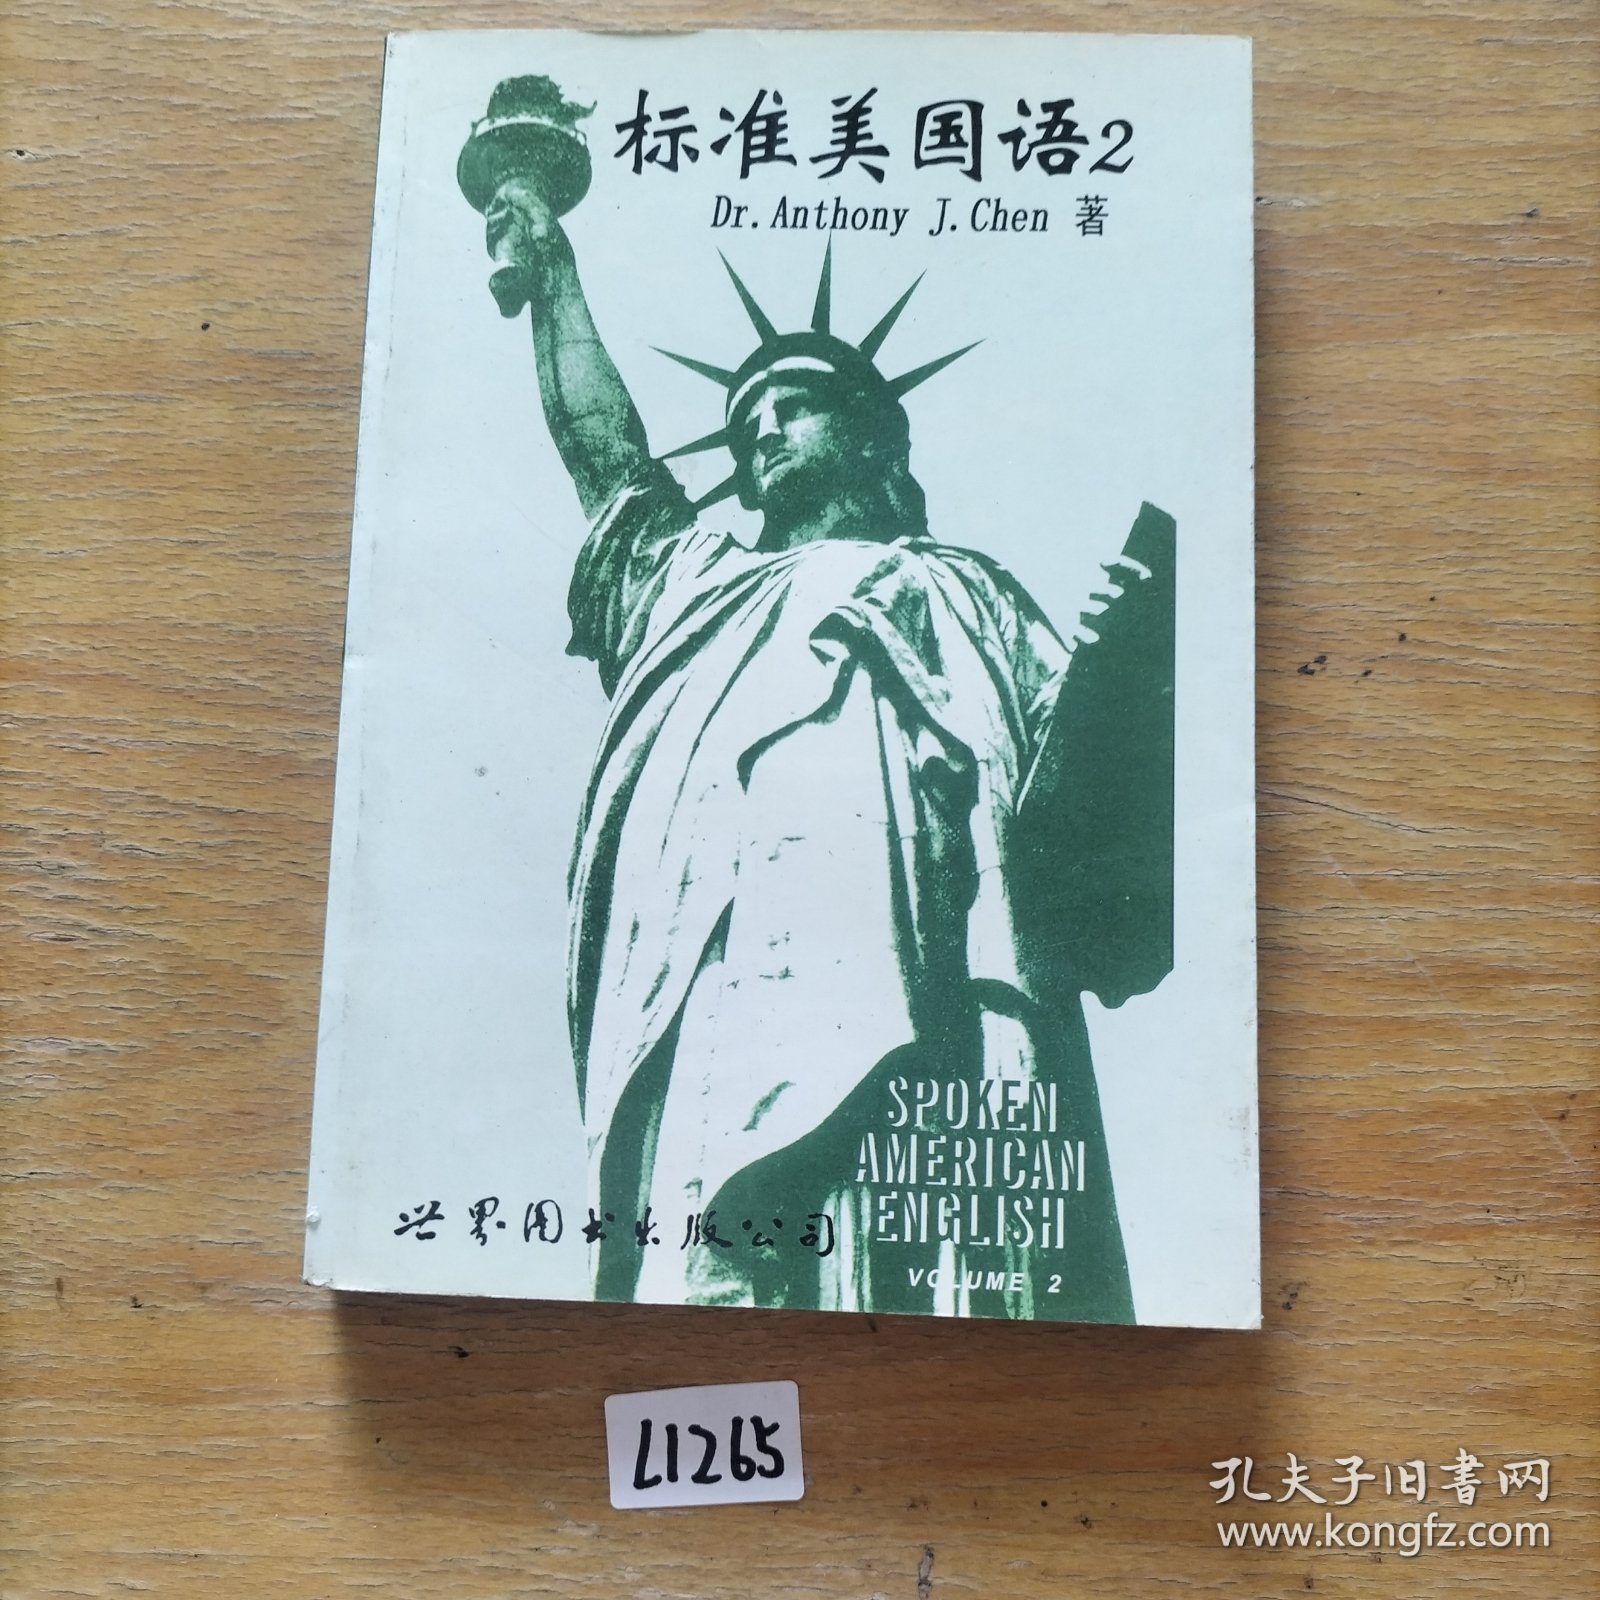 标准美国语2
Dr. Anthony J. Chen 著
SPOKEN
AMERICAN
ENGLISH
VOLUME 2
世界图书出版公司
L1265
孔夫子旧书网
www.kongfz.com